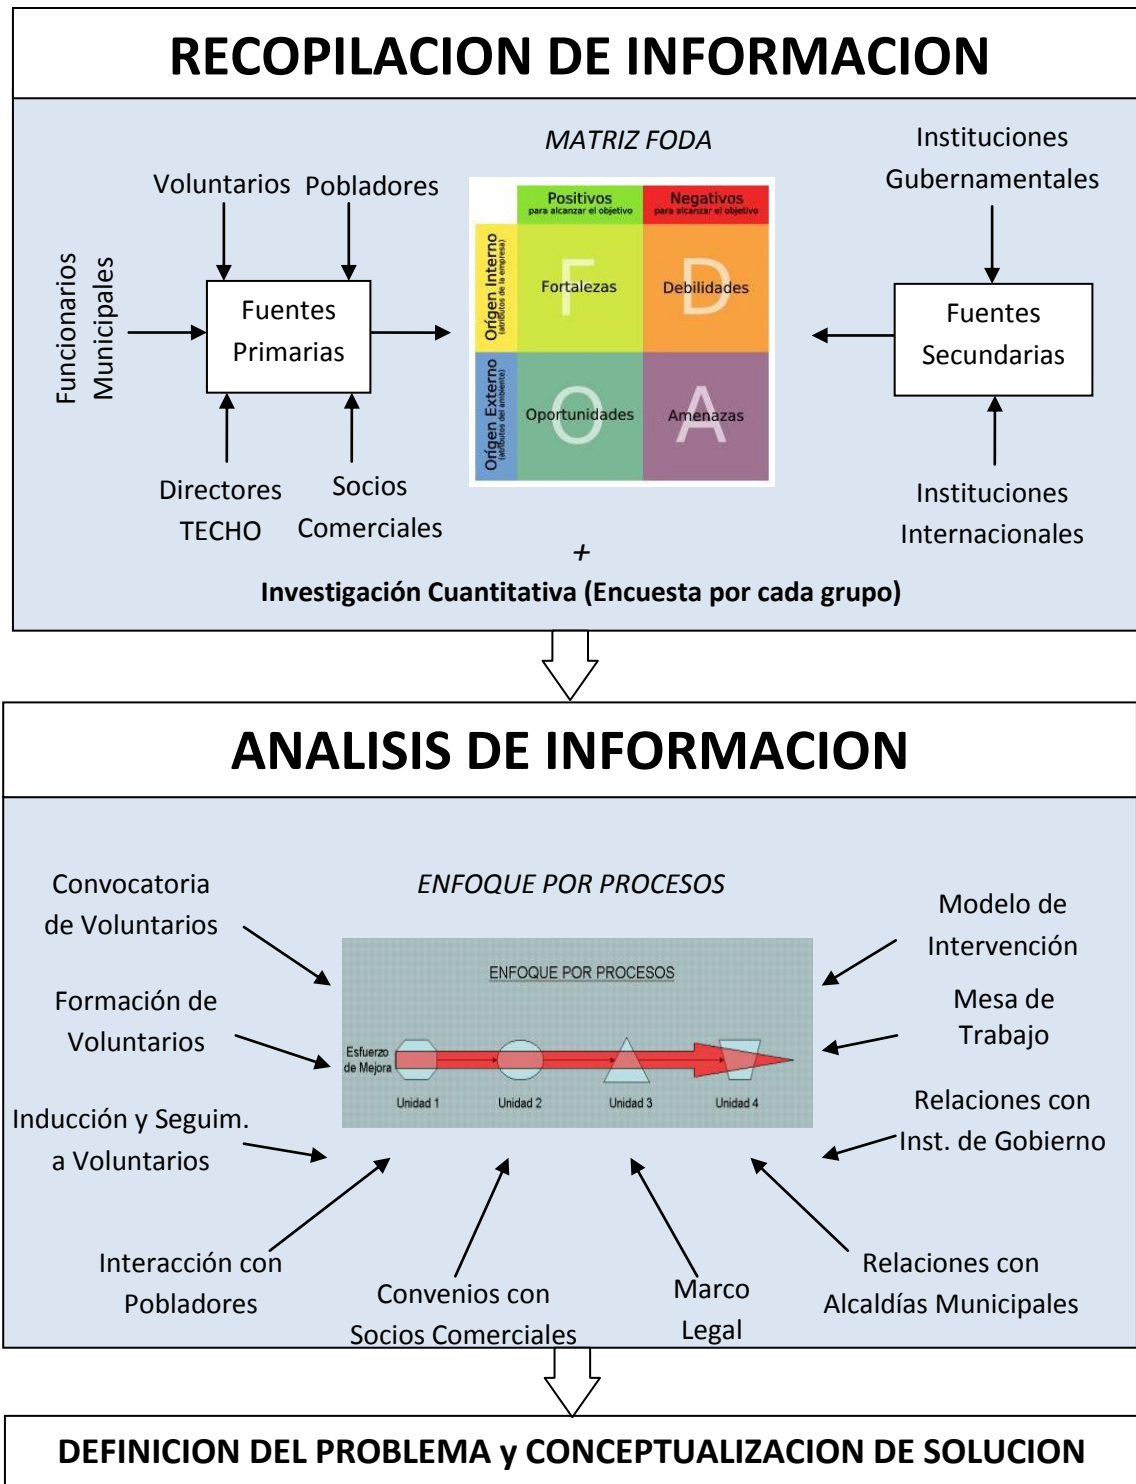 RECOPILACION DE INFORMACION
MATRIZ FODA
Instituciones
Gubernamentales
Voluntarios
Pobladores
Funcionarios
Municipales
Fuentes
Primarias
Positivos
para alcanzar el objetivo
Negativos
para alcanzar el objetivo
Orígen Interno
(atributos de la empresa)
F
Fortalezas
D
Debilidades
Orígen Externo
(atributos del ambiente)
O
Oportunidades
A
Amenazas
Fuentes
Secundarias
Directores
TECHO
Socios
Comerciales
Instituciones
Internacionales
+
Investigación Cuantitativa (Encuesta por cada grupo)
ANALISIS DE INFORMACION
Convocatoria
de Voluntarios
ENFOQUE POR PROCESOS
Modelo de
Intervención
ENFOQUE POR PROCESOS
Formación de
Voluntarios
Mesa de
Trabajo
Esfuerzo
de Mejora
Unidad 1
Unidad 2
Unidad 3
Unidad 4
Inducción y Seguim.
a Voluntarios
Relaciones con
Inst. de Gobierno
Interacción con
Pobladores
Convenios con
Socios Comerciales
Marco
Legal
Relaciones con
Alcaldías Municipales
DEFINICION DEL PROBLEMA y CONCEPTUALIZACION DE SOLUCION